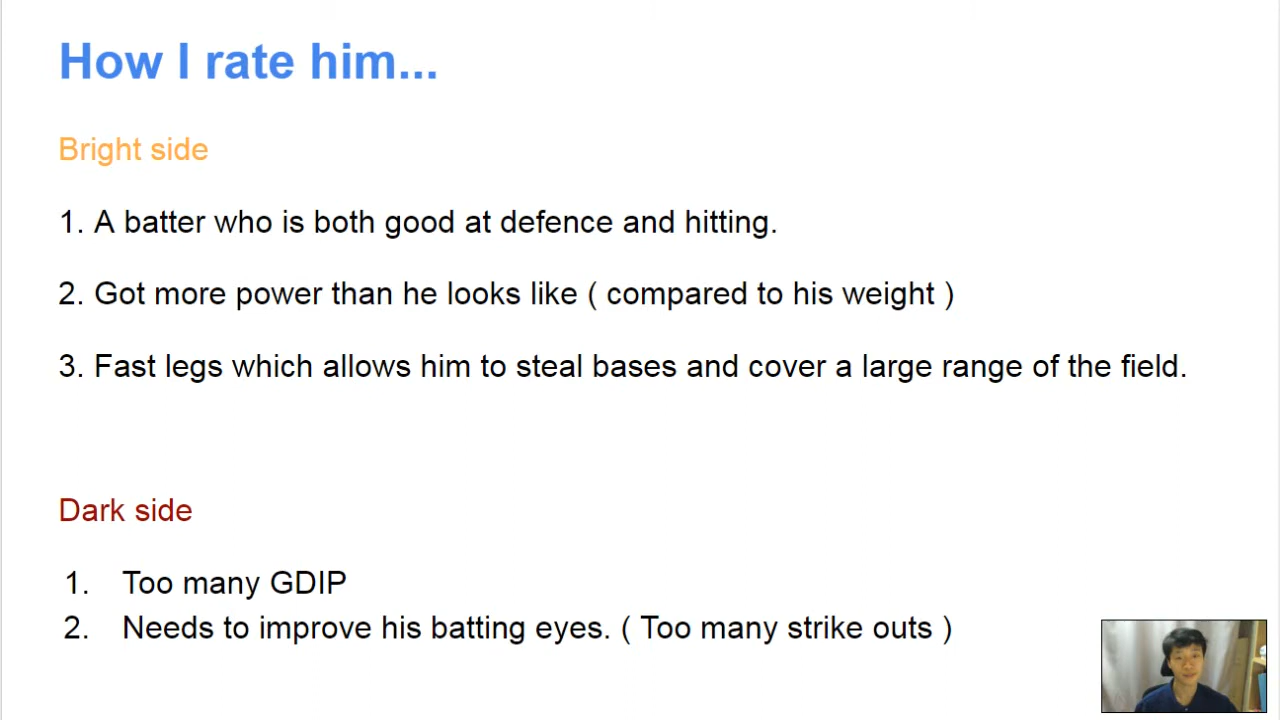 How I rate him...
Bright side
1. A batter who is both good at defence and hitting.
2. Got more power than he looks like ( compared to his weight )
3. Fast legs which allows him to steal bases and cover a large range of the field.
Dark side
1. Too many GDIP
2. Needs to improve his batting eyes. ( Too many strike outs )